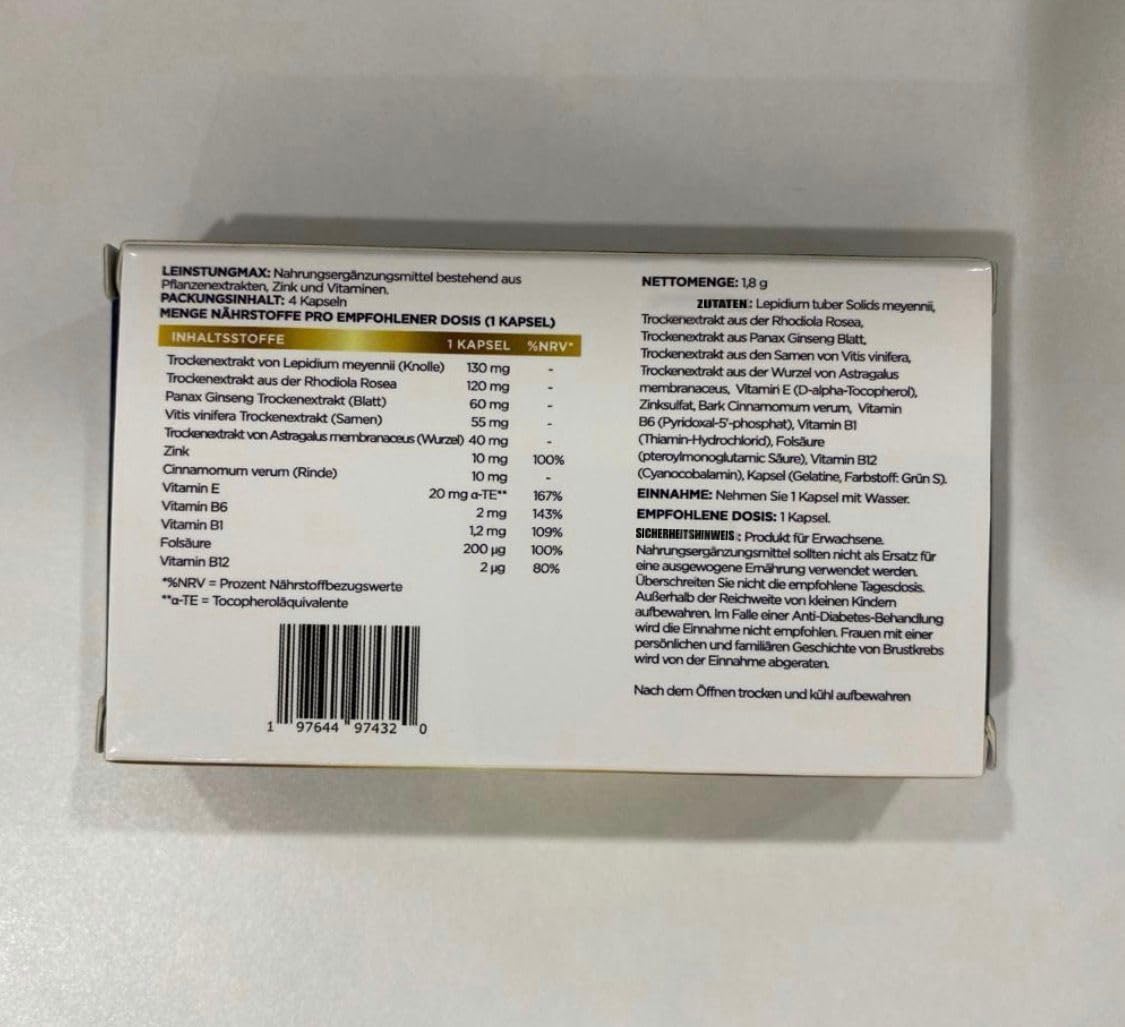 LEINSTUNGMAX: Nahrungsergänzungsmittel bestehend aus
Pflanzenextrakten, Zink und Vitaminen.
PACKUNGSINHALT: 4 Kapseln
MENGE NÄHRSTOFFE PRO EMPFOHLENER DOSIS (1 KAPSEL)
INHALTSSTOFFE 1 KAPSEL %NRV*
Trockenextrakt von Lepidium meyennii (Knolle) 130 mg -
Trockenextrakt aus der Rhodiola Rosea 120 mg -
Panax Ginseng Trockenextrakt (Blatt) 60 mg -
Vitis vinifera Trockenextrakt (Samen) 55 mg -
Trockenextrakt von Astragalus membranaceus (Wurzel) 40 mg -
Zink 10 mg 100%
Cinnamomum verum (Rinde) 10 mg -
Vitamin E 20 mg α-TE** 167%
Vitamin B6 2 mg 143%
Vitamin B1 1,2 mg 109%
Folsäure 200 µg 100%
Vitamin B12 2 µg 80%
*%NRV = Prozent Nährstoffbezugswerte
**α-TE = Tocopheroläquivalente
1 97644 97432 0
NETTOMENGE: 1,8 g
ZUTATEN: Lepidium tuber Solids meyennii,
Trockenextrakt aus der Rhodiola Rosea,
Trockenextrakt aus Panax Ginseng Blatt,
Trockenextrakt aus den Samen von Vitis vinifera,
Trockenextrakt aus der Wurzel von Astragalus
membranaceus, Vitamin E (D-alpha-Tocopherol),
Zinksulfat, Bark Cinnamomum verum, Vitamin
B6 (Pyridoxal-5'-phosphat), Vitamin B1
(Thiamin-Hydrochlorid), Folsäure
(pteroylmonoglutamic Säure), Vitamin B12
(Cyanocobalamin), Kapsel (Gelatine, Farbstoff: Grün S).
EINNAHME: Nehmen Sie 1 Kapsel mit Wasser.
EMPFOHLENE DOSIS: 1 Kapsel.
SICHERHEITSHINWEIS: Produkt für Erwachsene.
Nahrungsergänzungsmittel sollten nicht als Ersatz für
eine ausgewogene Ernährung verwendet werden.
Überschreiten Sie nicht die empfohlene Tagesdosis.
Außerhalb der Reichweite von kleinen Kindern
aufbewahren. Im Falle einer Anti-Diabetes-Behandlung
wird die Einnahme nicht empfohlen. Frauen mit einer
persönlichen und familiären Geschichte von Brustkrebs
wird von der Einnahme abgeraten.
Nach dem Öffnen trocken und kühl aufbewahren